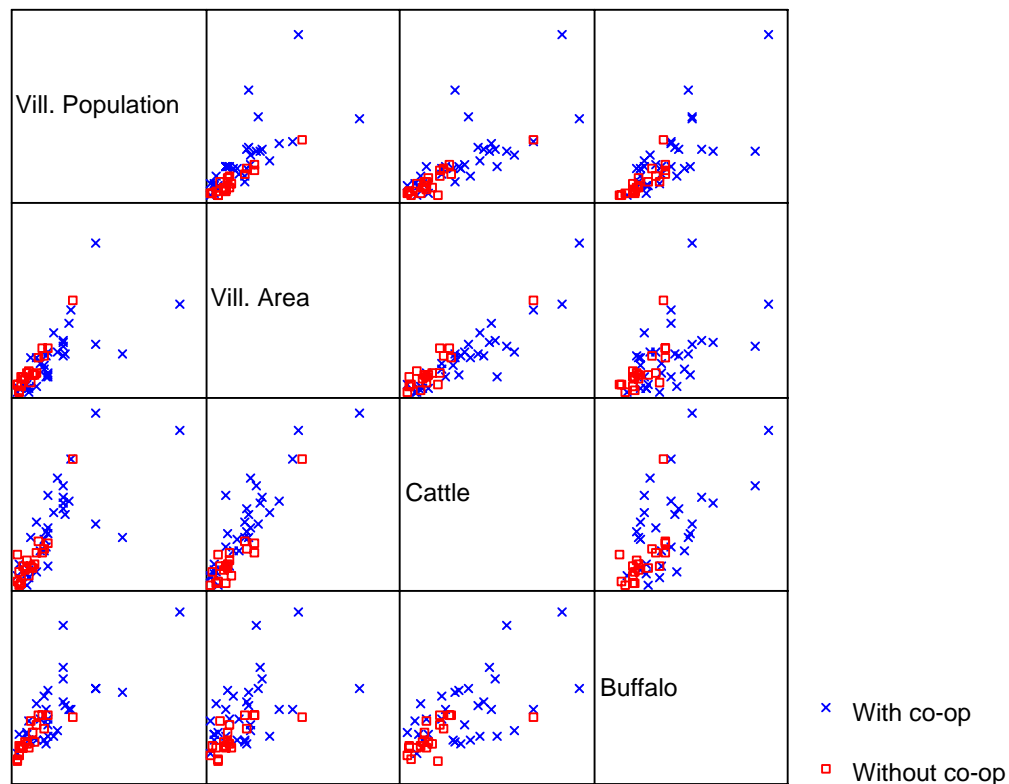 Vill. Population
Vill. Area
Cattle
Buffalo
With co-op
Without co-op